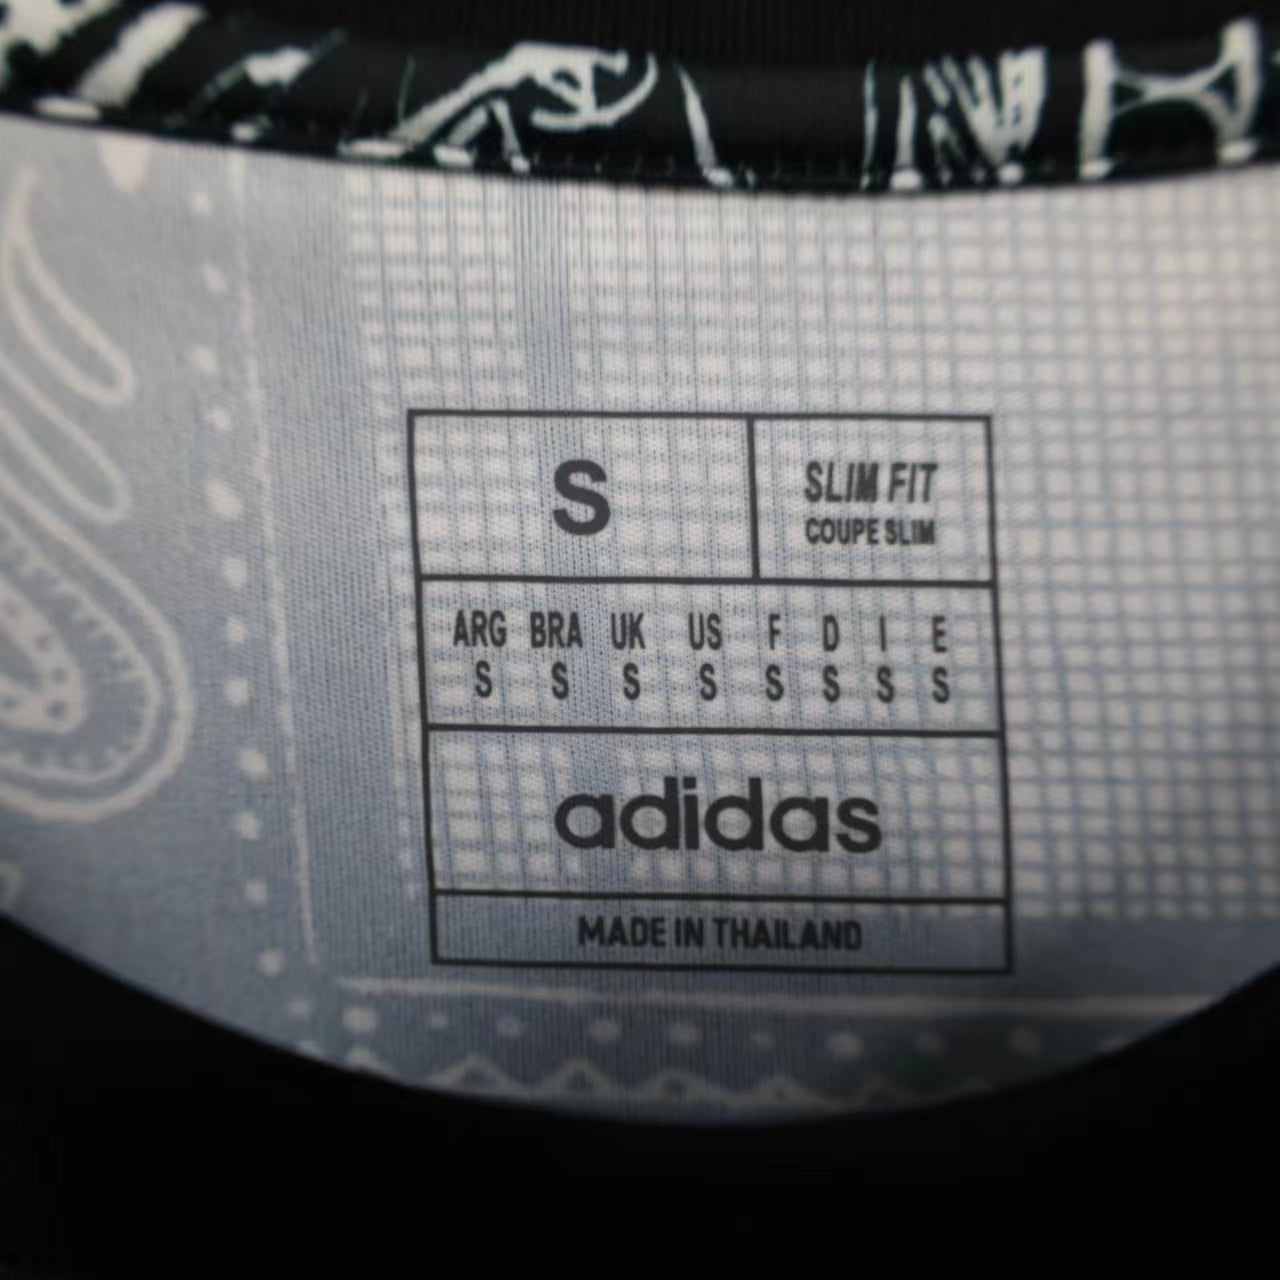 S
SLIM FIT
COUPE SLIM
ARG BRA UK US F D I E
S S S S S S S S
adidas
MADE IN THAILAND